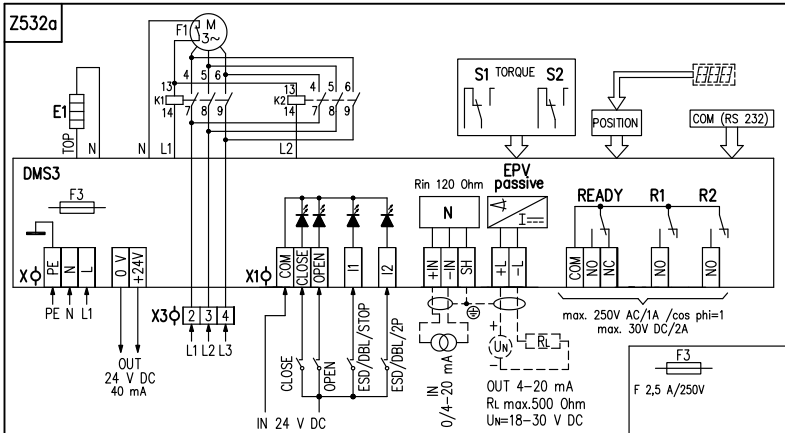 Z532a
F1
M
3~
4 5 6
13
K1
14
7 8 9
13
K2
14
4 5 6
7 8 9
E1
TOP
N
N
L1
L2
S1 TORQUE S2
POSITION
COM (RS 232)
DMS3
F3
Rin 120 Ohm
N
EPV
passive
READY
R1
R2
X
PE
N
L
0 V
+24V
X1
COM
CLOSE
OPEN
I1
I2
+IN
-IN
SH
+L
-L
COM
NO
NC
NO
NO
PE N L1
X3
2 3 4
L1 L2 L3
OUT
24 V DC
40 mA
CLOSE
OPEN
ESD/DBL/STOP
ESD/DBL/2P
IN 24 V DC
IN
0/4-20 mA
+
UN
-
RL
OUT 4-20 mA
RL max.500 Ohm
UN=18-30 V DC
max. 250V AC/1A /cos phi=1
max. 30V DC/2A
F3
F 2,5 A/250V